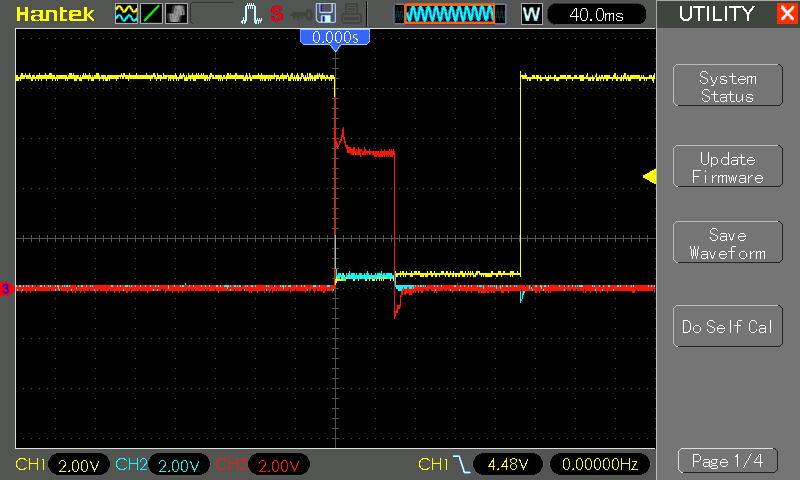 Hantek
S
W
40.0ms
UTILITY
0.000s
System
Status
Update
Firmware
Save
Waveform
Do Self Cal
3
CH1 2.00V CH2 2.00V CH3 2.00V CH1 4.48V 0.00000Hz
Page 1/4